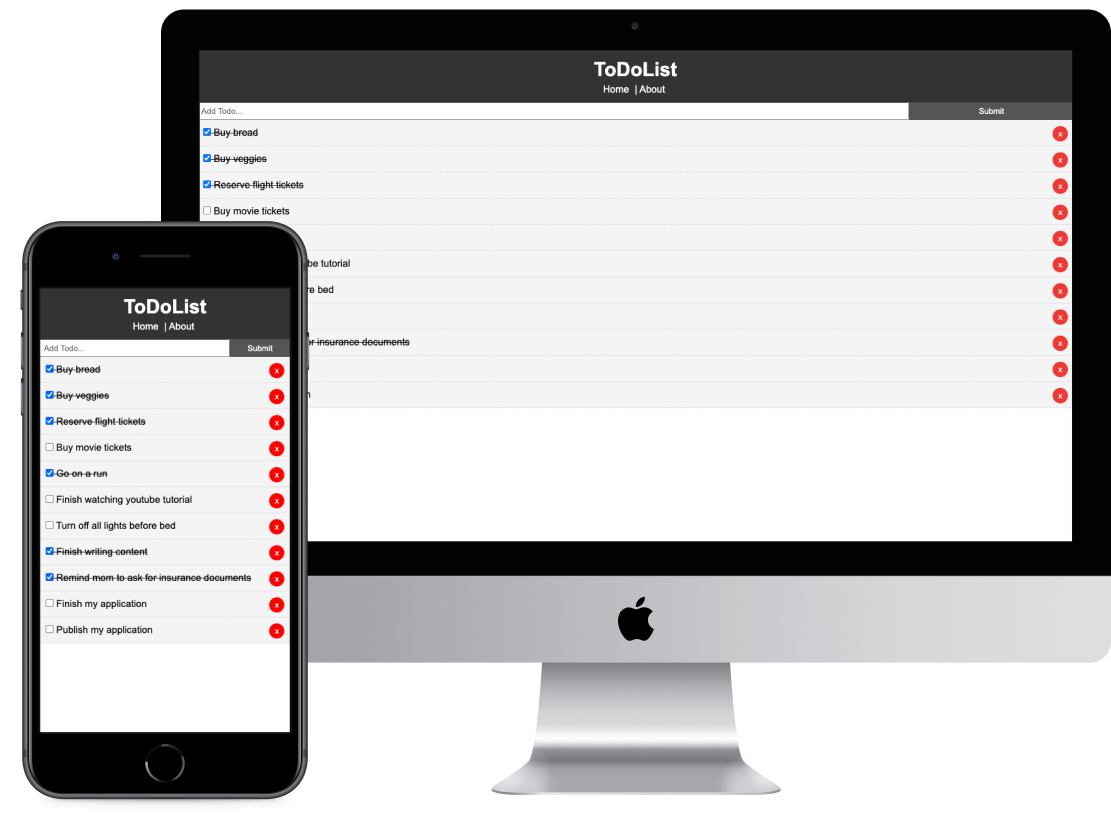 ToDoList
Home | About
Add Todo... Submit
Buy bread x
Buy veggies x
Reserve flight tickets x
Buy movie tickets x
x
tutorial x
bed x
x
insurance documents x
x
x
ToDoList
Home | About
Add Todo... Submit
Buy bread x
Buy veggies x
Reserve flight tickets x
Buy movie tickets x
Go on a run x
Finish watching youtube tutorial x
Turn off all lights before bed x
Finish writing content x
Remind mom to ask for insurance documents x
Finish my application x
Publish my application x